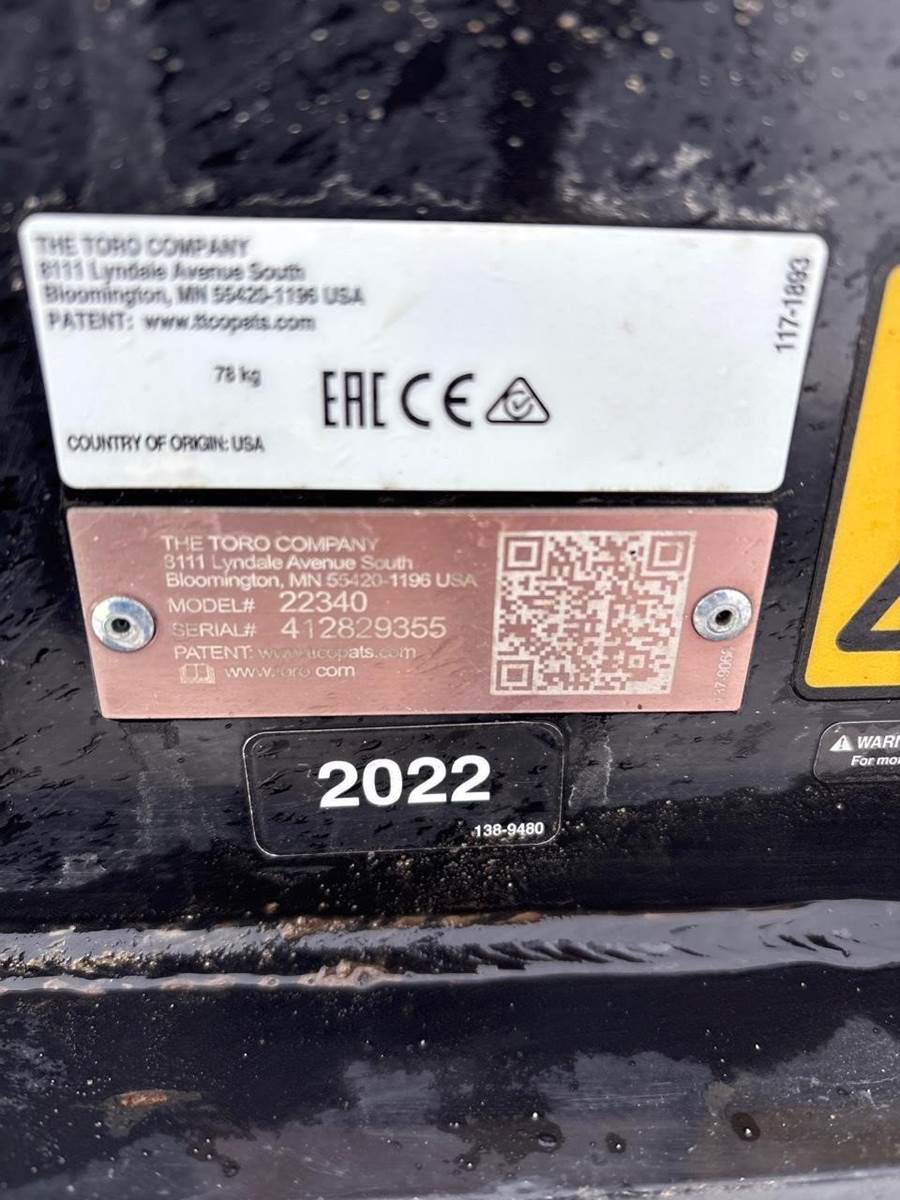 THE TORO COMPANY
8111 Lyndale Avenue South
Bloomington, MN 55420-1196 USA
PATENT: www.ttcopats.com
117-1893
78 kg
EAC CE
COUNTRY OF ORIGIN: USA
THE TORO COMPANY
8111 Lyndale Avenue South
Bloomington, MN 55420-1196 USA
MODEL# 22340
SERIAL# 412829355
PATENT: www.ttcopats.com
www.toro.com
2022
138-9480
For